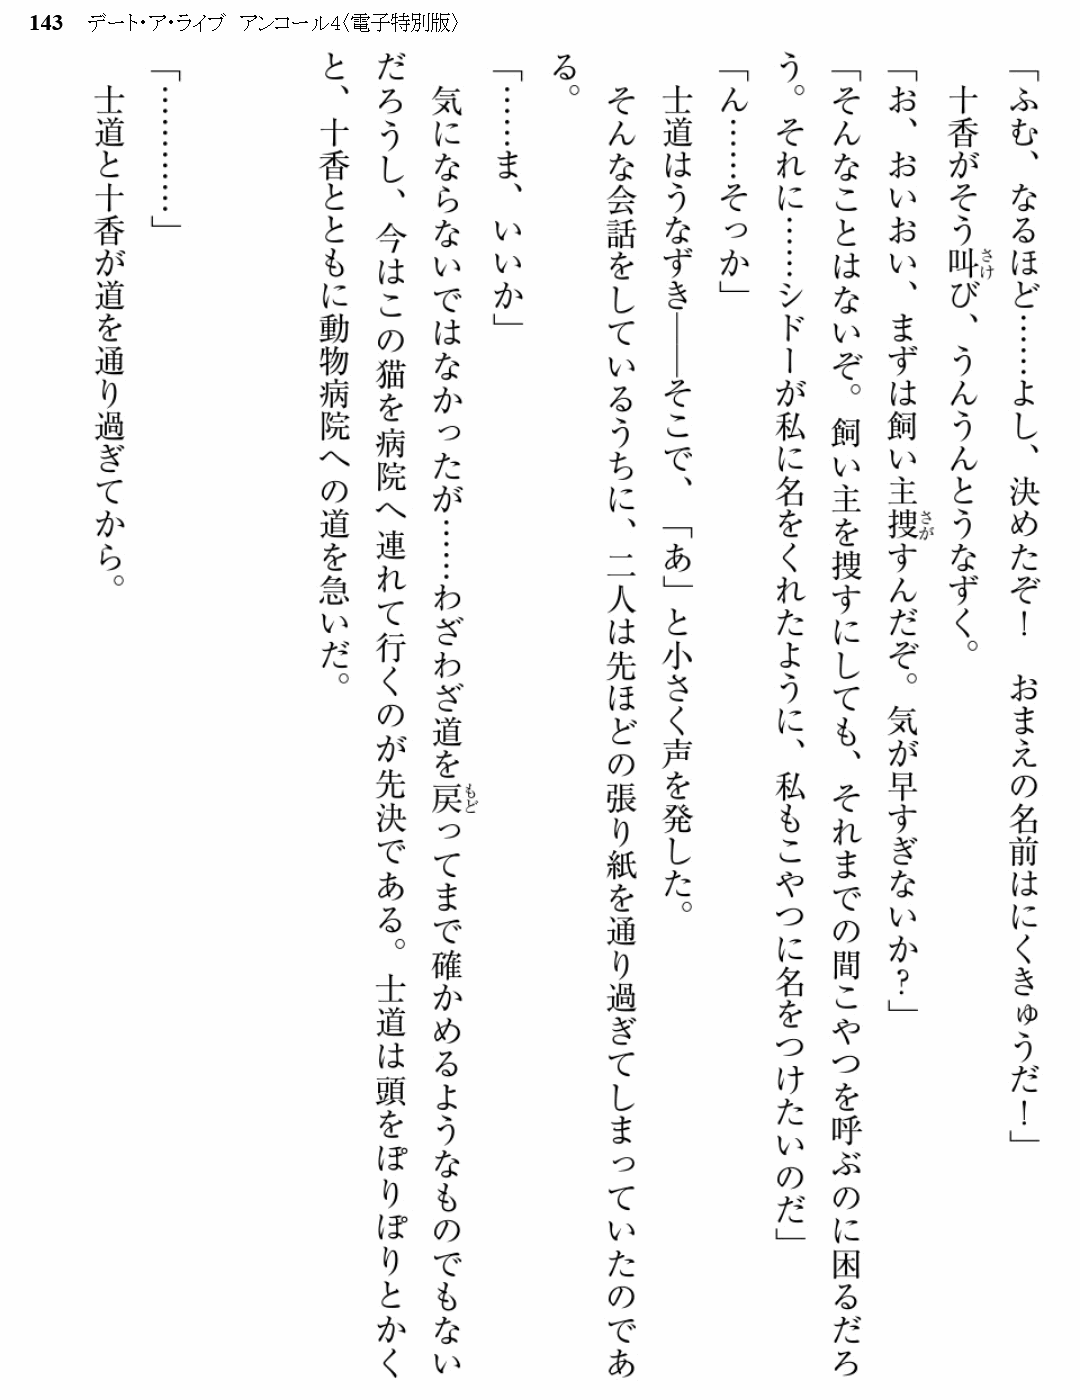 143 デート・ア・ライブ　アンコール4〈電子特別版〉
「ふむ、なるほど……よし、決めたぞ！　おまえの名前はにくきゅうだ！」
　十香がそう叫び、うんうんとうなずく。
「お、おいおい、まずは飼い主捜すんだぞ。気が早すぎないか？」
「そんなことはないぞ。飼い主を捜すにしても、それまでの間こやつを呼ぶのに困るだろ
う。それに……シドーが私に名をくれたように、私もこやつに名をつけたいのだ」
「ん……そっか」
　士道はうなずき――そこで、「あ」と小さく声を発した。
　そんな会話をしているうちに、二人は先ほどの張り紙を通り過ぎてしまっていたのであ
る。
「……ま、いいか」
　気にならないではなかったが……わざわざ道を戻ってまで確かめるようなものでもない
だろうし、今はこの猫を病院へ連れて行くのが先決である。士道は頭をぽりぽりとかく
と、十香とともに動物病院への道を急いだ。
「…………」
　士道と十香が道を通り過ぎてから。